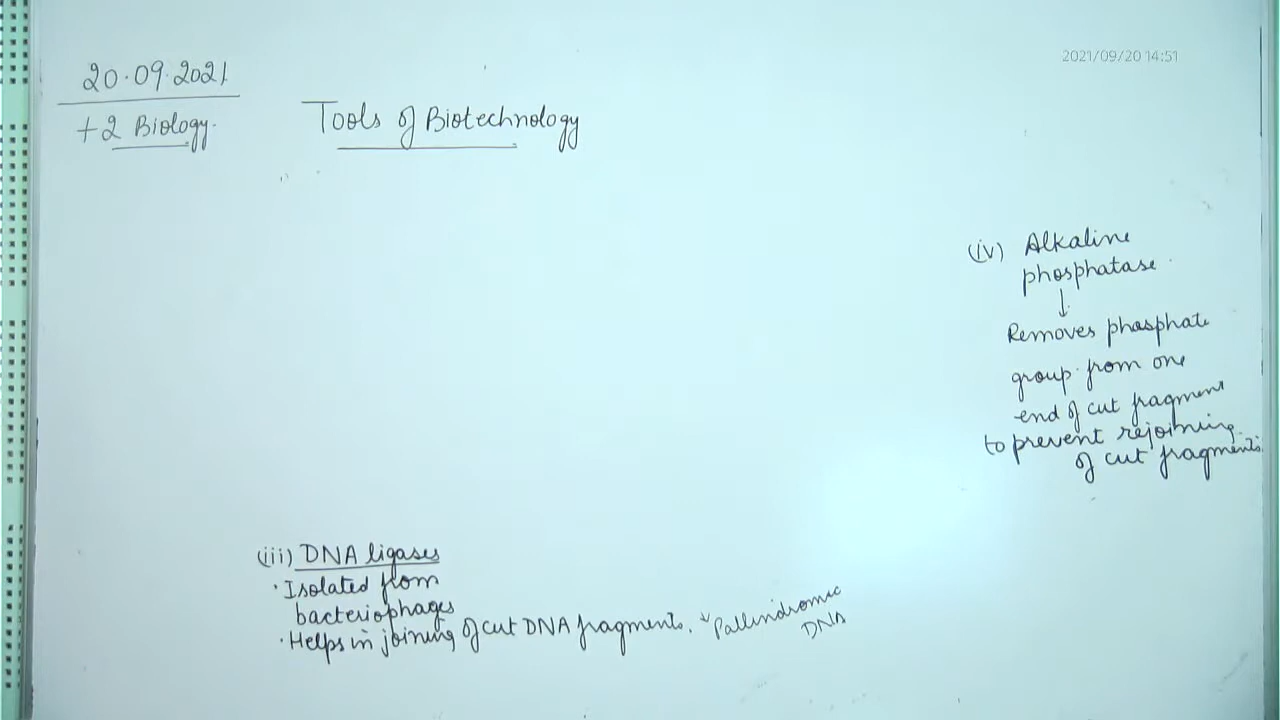 2021/09/20 14:51
20.09.2021
+2 Biology.
Tools of Biotechnology
(iv) Alkaline
phosphatase
↓
Removes phasphate
group from one
end of cut fragment
to prevent rejoining
of cut fragments.
(iii) DNA ligases
· Isolated from
bacteriophages
· Helps in joining of cut DNA fragments.
Pallindromic
DNA